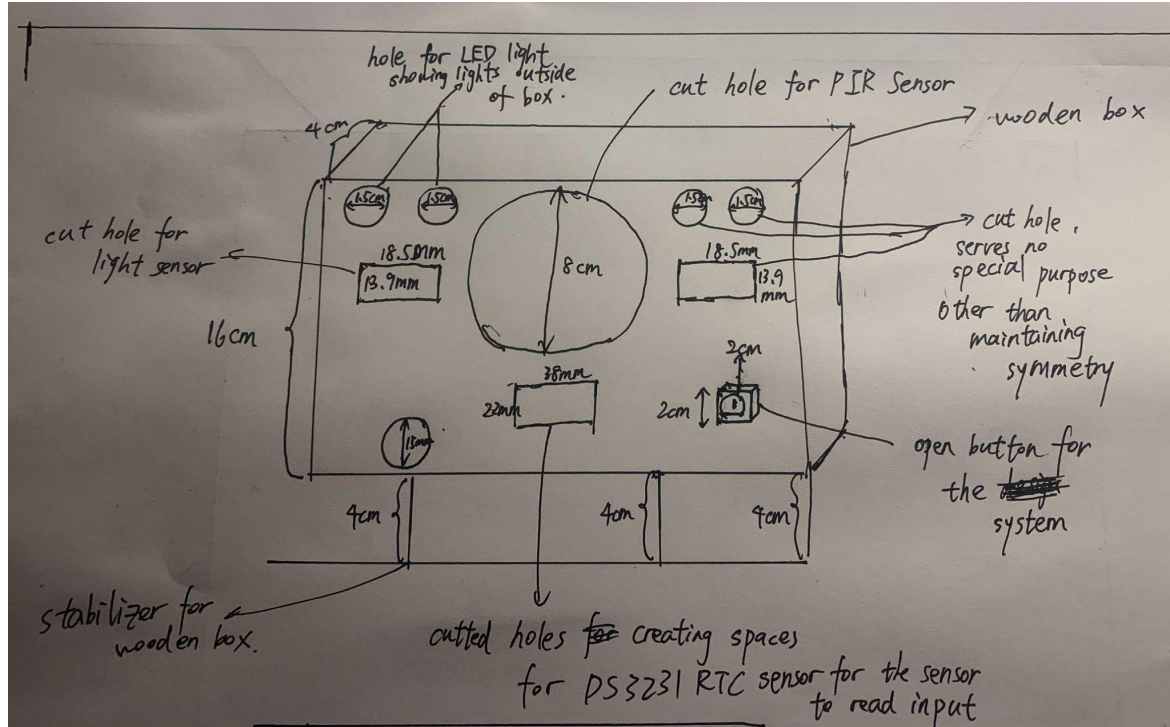 hole for LED light
showing lights outside
of box.
cut hole for PIR Sensor
4cm
wooden box
1.5cm
1.5cm
1.5cm
1.5cm
cut hole for
light sensor
18.5mm
13.9mm
8cm
18.5mm
13.9
mm
cut hole,
serves no
special purpose
other than
maintaining
symmetry
16cm
38mm
22mm
2cm
2cm
15mm
open button for
the
system
4cm
4cm
4cm
stabilizer for
wooden box.
cutted holes for creating spaces
for DS3231 RTC sensor for the sensor
to read input